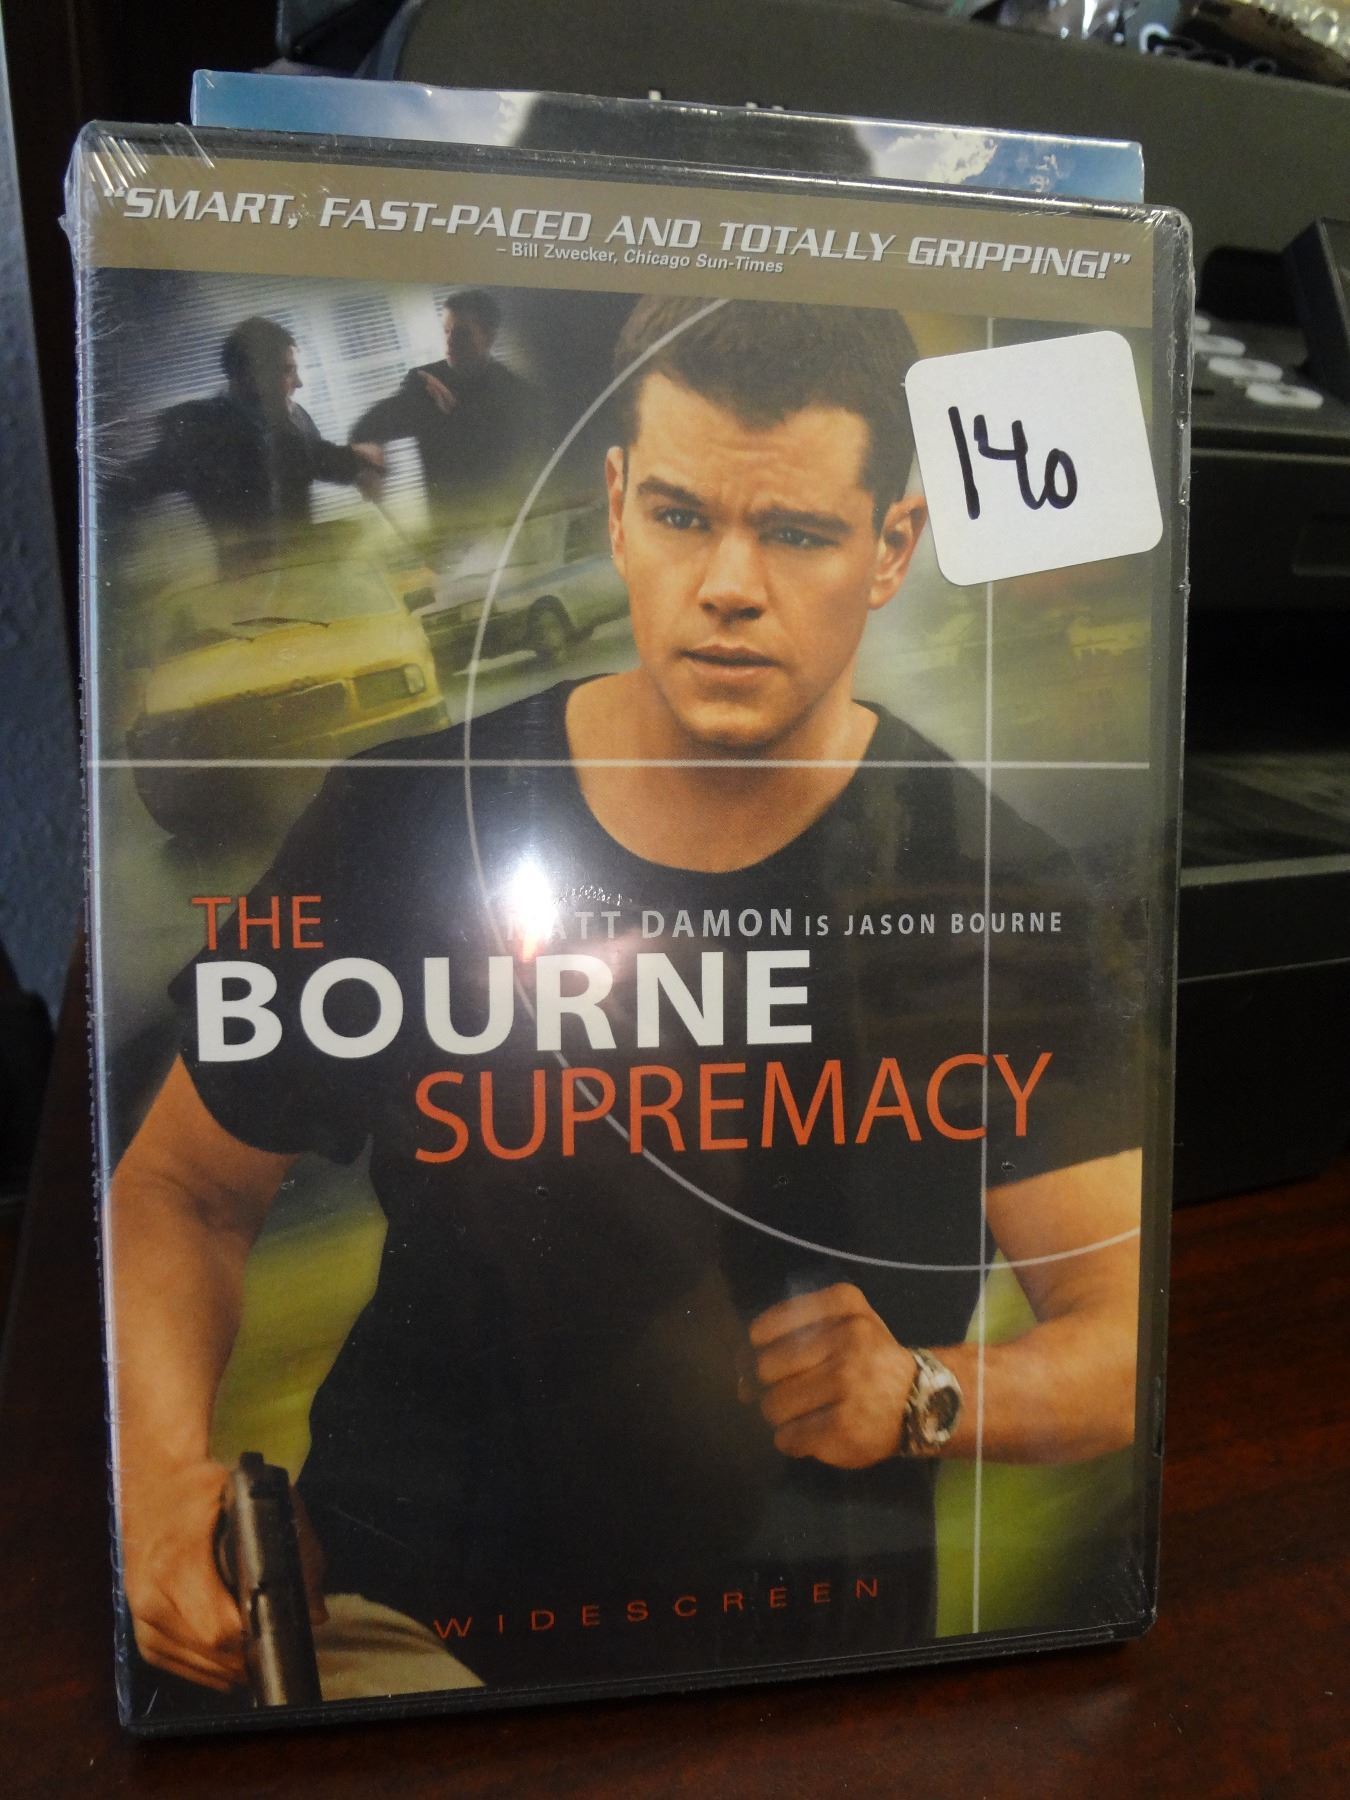 "SMART, FAST-PACED AND TOTALLY GRIPPING!"
– Bill Zwecker, Chicago Sun-Times
140
MATT DAMON IS JASON BOURNE
THE
BOURNE
SUPREMACY
WIDESCREEN